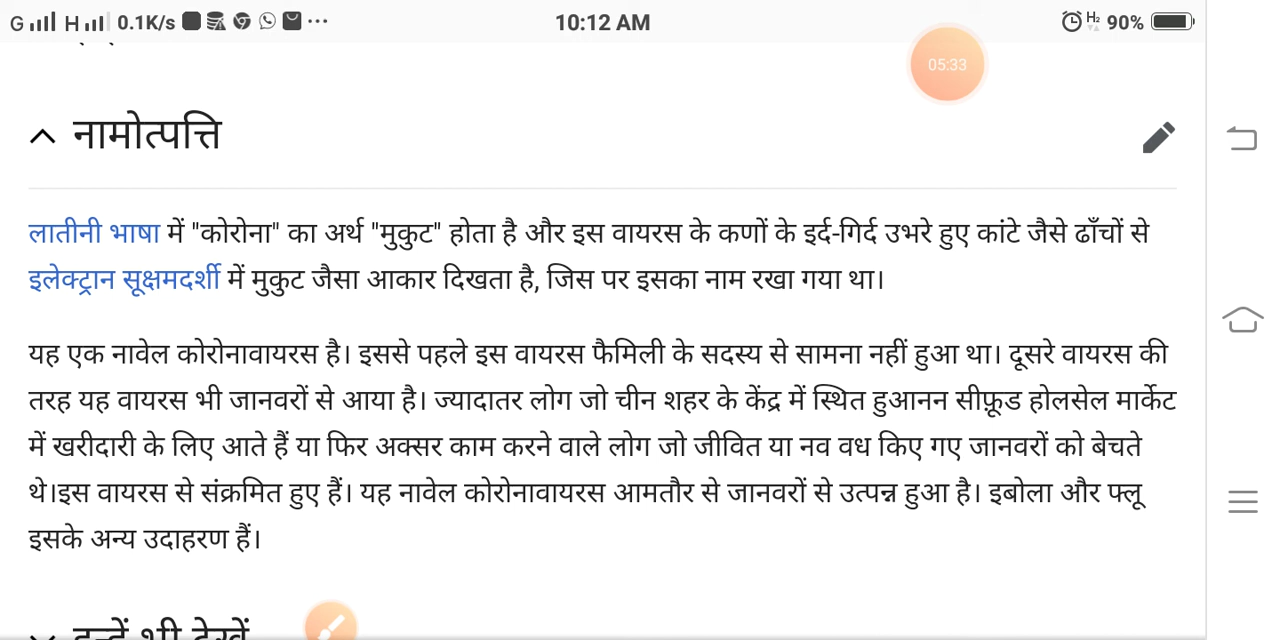 G H 0.1K/s ... 10:12 AM H2 90%
05:33
नामोत्पत्ति
लातीनी भाषा में "कोरोना" का अर्थ "मुकुट" होता है और इस वायरस के कणों के इर्द-गिर्द उभरे हुए कांटे जैसे ढाँचों से
इलेक्ट्रान सूक्षमदर्शी में मुकुट जैसा आकार दिखता है, जिस पर इसका नाम रखा गया था।
यह एक नावेल कोरोनावायरस है। इससे पहले इस वायरस फैमिली के सदस्य से सामना नहीं हुआ था। दूसरे वायरस की
तरह यह वायरस भी जानवरों से आया है। ज्यादातर लोग जो चीन शहर के केंद्र में स्थित हुआनन सीफ़ूड होलसेल मार्केट
में खरीदारी के लिए आते हैं या फिर अक्सर काम करने वाले लोग जो जीवित या नव वध किए गए जानवरों को बेचते
थे।इस वायरस से संक्रमित हुए हैं। यह नावेल कोरोनावायरस आमतौर से जानवरों से उत्पन्न हुआ है। इबोला और फ्लू
इसके अन्य उदाहरण हैं।
इन्हें भी देखें